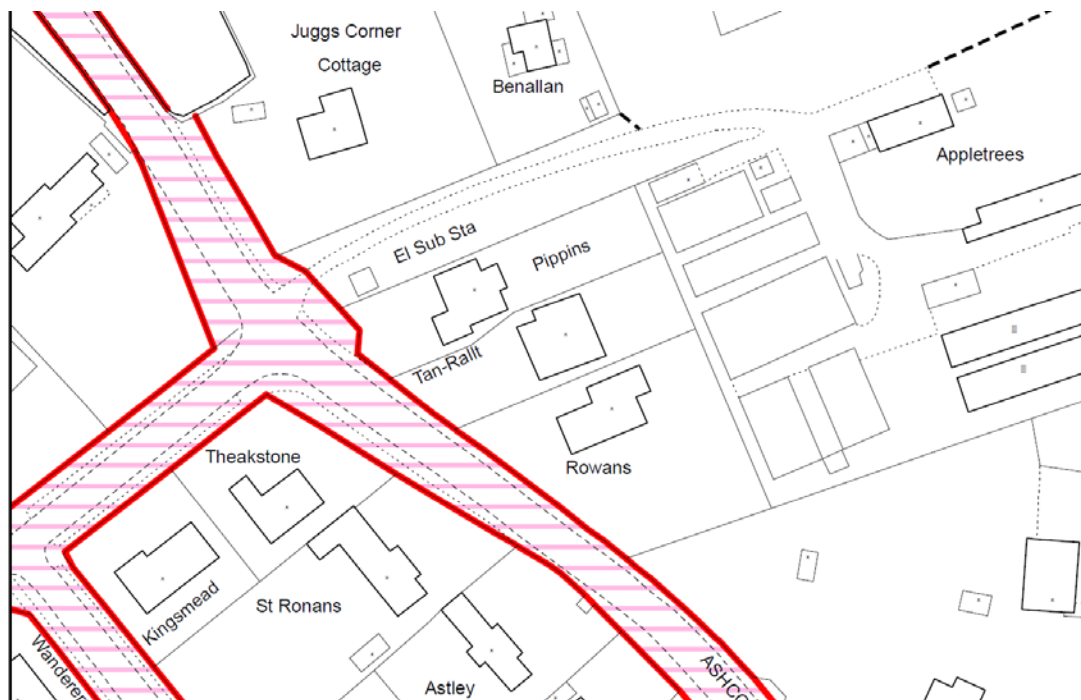 Juggs Corner
Cottage
Benallan
Appletrees
El Sub Sta
Pippins
Tan-Rallt
Rowans
Theakstone
Kingsmead
St Ronans
Astley